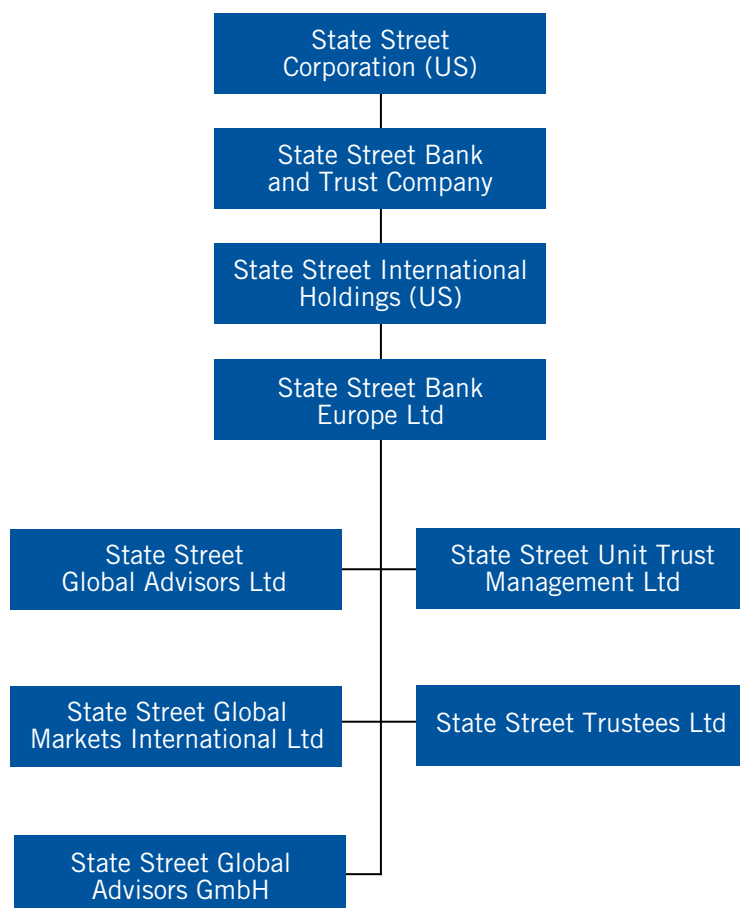 State Street
Corporation (US)
State Street Bank
and Trust Company
State Street International
Holdings (US)
State Street Bank
Europe Ltd
State Street
Global Advisors Ltd
State Street Unit Trust
Management Ltd
State Street Global
Markets International Ltd
State Street Trustees Ltd
State Street Global
Advisors GmbH